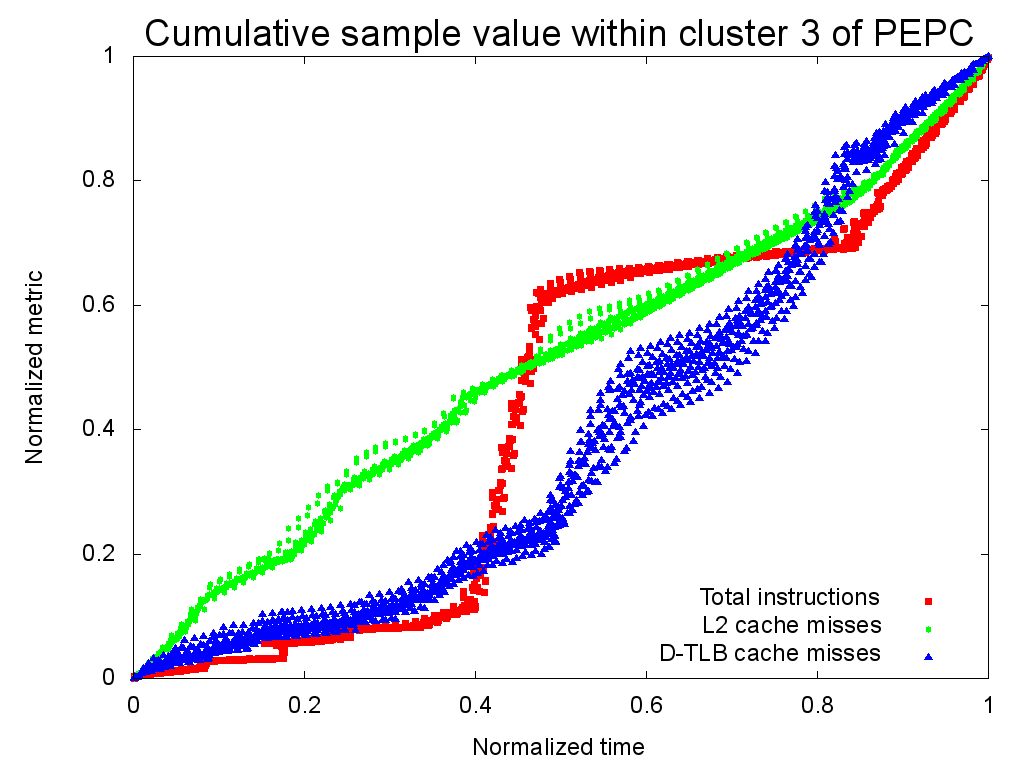 Cumulative sample value within cluster 3 of PEPC
1
0.8
0.6
0.4
0.2
0
Normalized metric
Total instructions
L2 cache misses
D-TLB cache misses
0 0.2 0.4 0.6 0.8 1
Normalized time